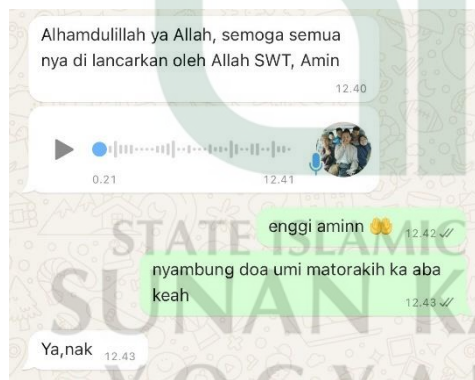 Alhamdulillah ya Allah, semoga semua
nya di lancarkan oleh Allah SWT, Amin
12.40
0.21
12.41
enggi aminn 🤲 12.42
nyambung doa umi matorakih ka aba
keah
12.43
Ya,nak 12.43
STATE ISLAMIC
SUNAN K